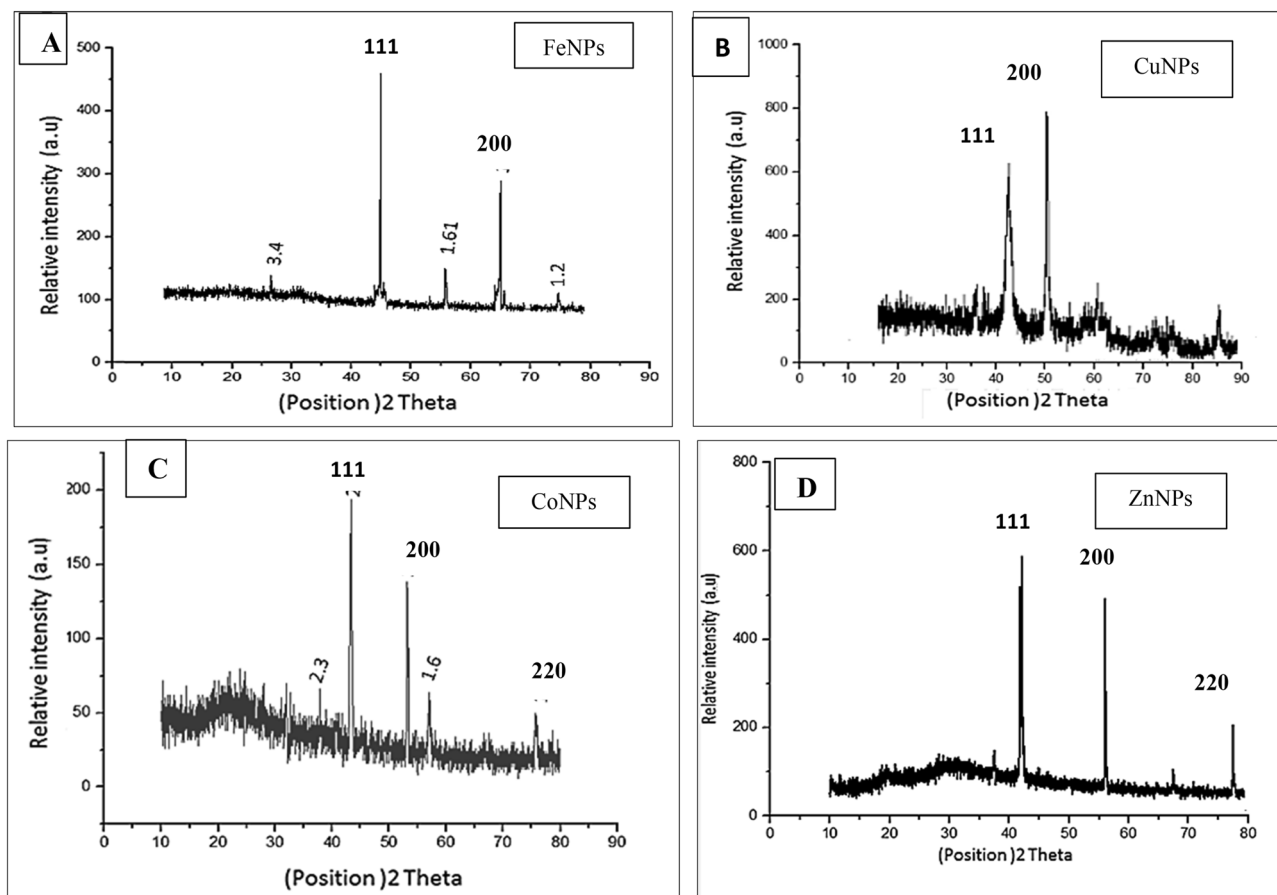 A
FeNPs
111
200
3.4
1.61
1.2
500
400
300
200
100
0
Relative intensity (a.u)
0 10 20 30 40 50 60 70 80 90
(Position )2 Theta
B
CuNPs
200
111
1000
800
600
400
200
0
Relative intensity (a.u)
0 10 20 30 40 50 60 70 80 90
(Position )2 Theta
C
CoNPs
111
2
200
2.3
1.6
220
200
150
100
50
0
Relative intensity (a.u)
0 10 20 30 40 50 60 70 80 90
(Position )2 Theta
D
ZnNPs
111
200
220
800
600
400
200
0
Relative intensity (a.u)
0 10 20 30 40 50 60 70 80
(Position )2 Theta